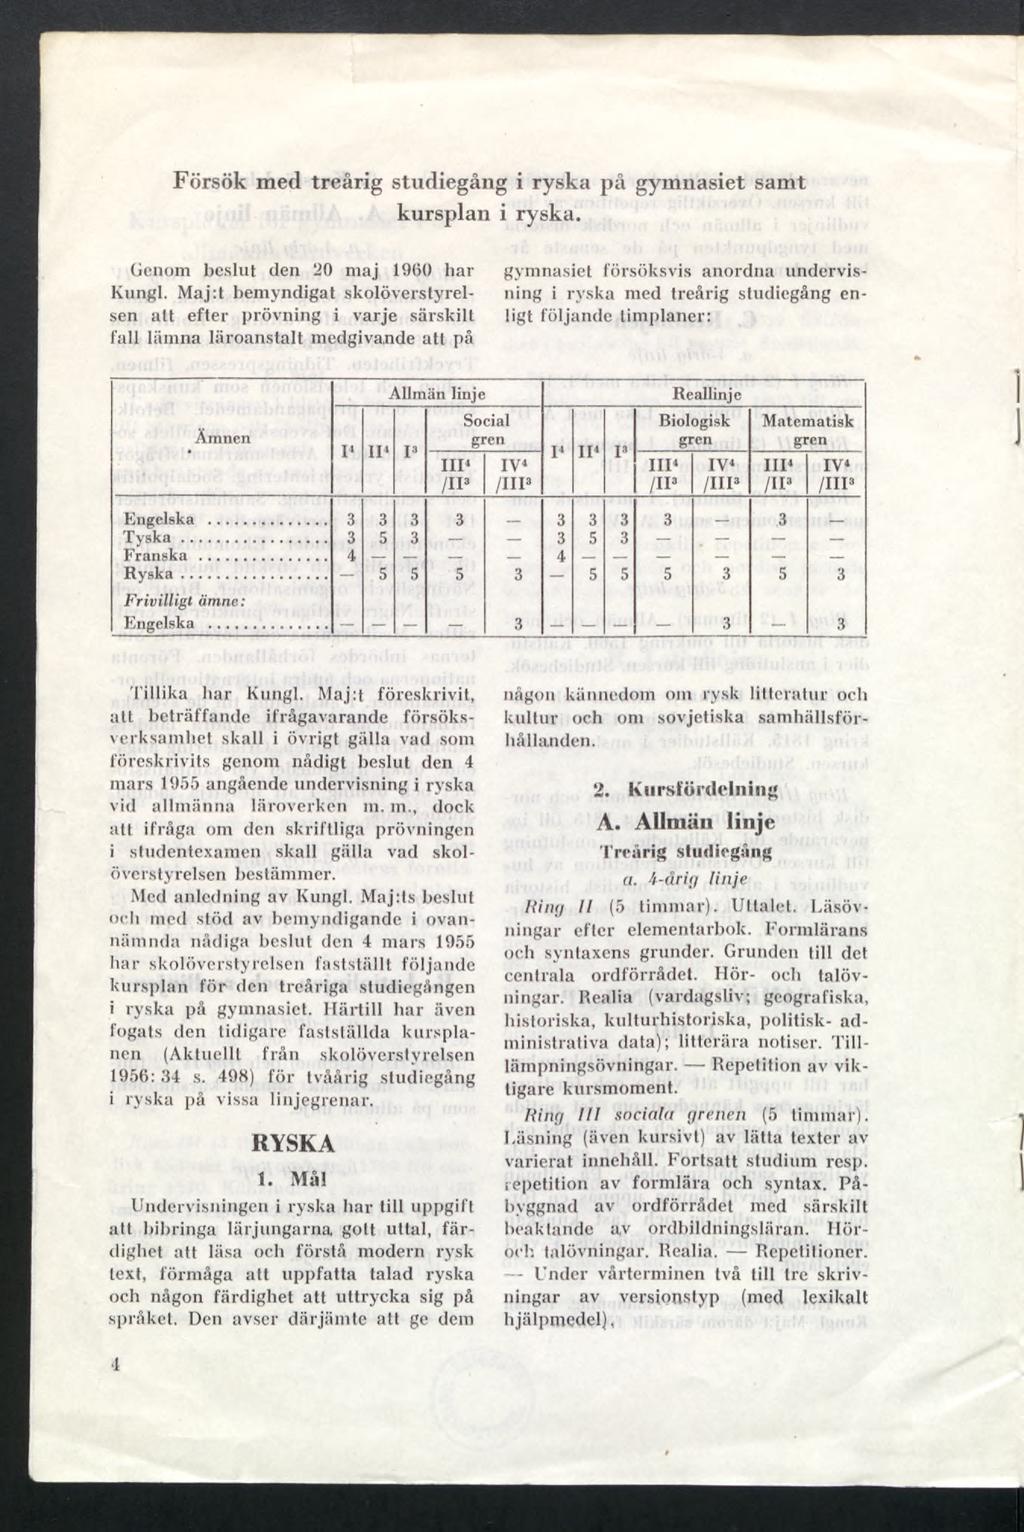 Försök med treårig studiegång i ryska på gymnasiet samt
kursplan i ryska.
Genom beslut den 20 maj 1960 har
Kungl. Maj:t bemyndigat skolöverstyrel-
sen att efter prövning i varje särskilt
fall lämna läroanstalt medgivande att på
gymnasiet försöksvis anordna undervis-
ning i ryska med treårig studiegång en-
ligt följande timplaner:
Ämnen
Allmän linje
Reallinje
I⁴ II⁴ I³
Social
gren
III⁴
/II³
IV⁴
/III³
I⁴ II⁴ I³
Biologisk
gren
III⁴
/II³
IV⁴
/III³
Matematisk
gren
III⁴
/II³
IV⁴
/III³
Engelska .............. 3 3 3 3 — 3 3 3 3 — 3 —
Tyska ................. 3 5 3 — — 3 5 3 — — — —
Franska ............... 4 — — — — 4 — — — — — —
Ryska ................. — 5 5 5 3 — 5 5 5 3 5 3
Frivilligt ämne:
Engelska .............. — — — — 3 — — — — 3 — 3
Tillika har Kungl. Maj:t föreskrivit,
att beträffande ifrågavarande försöks-
verksamhet skall i övrigt gälla vad som
föreskrivits genom nådigt beslut den 4
mars 1955 angående undervisning i ryska
vid allmänna läroverken m. m., dock
att ifråga om den skriftliga prövningen
i studentexamen skall gälla vad skol-
överstyrelsen bestämmer.
Med anledning av Kungl. Maj:ts beslut
och med stöd av bemyndigande i ovan-
nämnda nådiga beslut den 4 mars 1955
har skolöverstyrelsen fastställt följande
kursplan för den treåriga studiegången
i ryska på gymnasiet. Härtill har även
fogats den tidigare fastställda kurspla-
nen (Aktuellt från skolöverstyrelsen
1956: 34 s. 498) för tvåårig studiegång
i ryska på vissa linjegrenar.
RYSKA
1. Mål
Undervisningen i ryska har till uppgift
att bibringa lärjungarna gott uttal, fär-
dighet att läsa och förstå modern rysk
text, förmåga att uppfatta talad ryska
och någon färdighet att uttrycka sig på
språket. Den avser därjämte att ge dem
någon kännedom om rysk litteratur och
kultur och om sovjetiska samhällsför-
hållanden.
2. Kursfördelning
A. Allmän linje
Treårig studiegång
a. 4-årig linje
Ring II (5 timmar). Uttalet. Läsöv-
ningar efter elementarbok. Formlärans
och syntaxens grunder. Grunden till det
centrala ordförrådet. Hör- och talöv-
ningar. Realia (vardagsliv; geografiska,
historiska, kulturhistoriska, politisk- ad-
ministrativa data); litterära notiser. Till-
lämpningsövningar. — Repetition av vik-
tigare kursmoment.
Ring III sociala grenen (5 timmar).
Läsning (även kursivt) av lätta texter av
varierat innehåll. Fortsatt studium resp.
repetition av formlära och syntax. På-
byggnad av ordförrådet med särskilt
beaktande av ordbildningsläran. Hör-
och talövningar. Realia. — Repetitioner.
— Under vårterminen två till tre skriv-
ningar av versionstyp (med lexikalt
hjälpmedel).
4